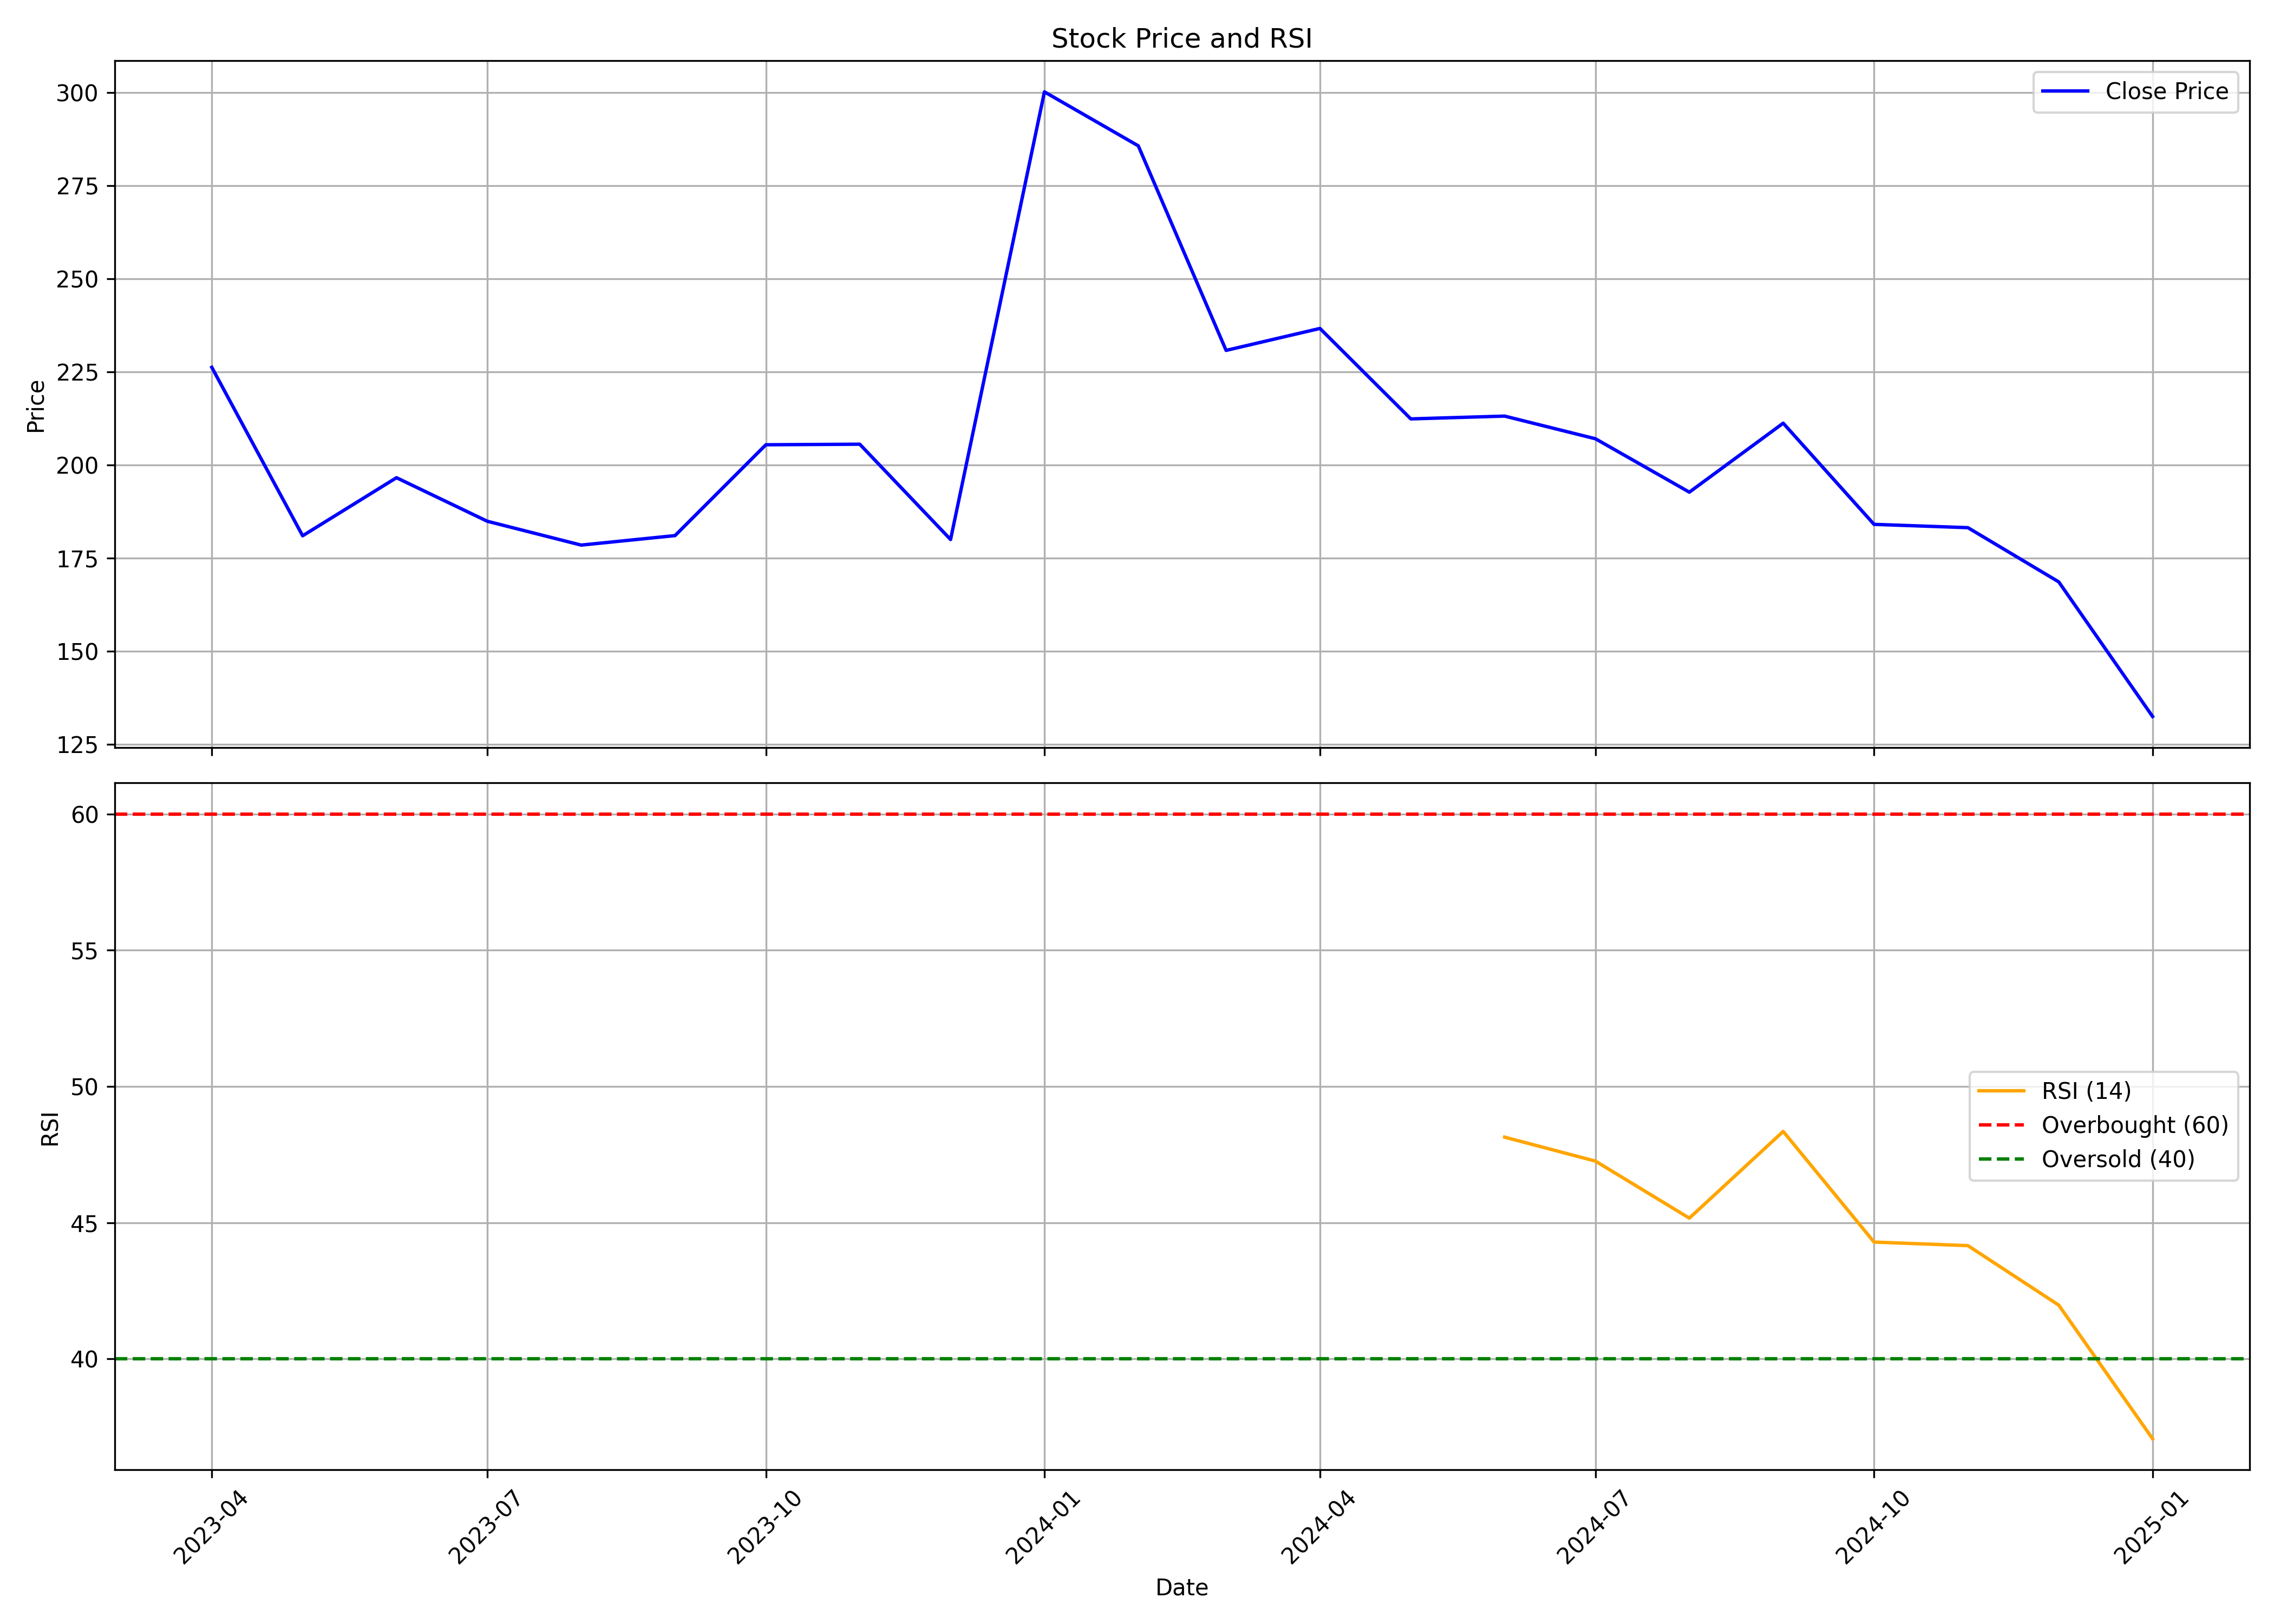 Stock Price and RSI
Close Price
Price
300
275
250
225
200
175
150
125
RSI
60
55
50
45
40
RSI (14)
Overbought (60)
Oversold (40)
2023-04
2023-07
2023-10
2024-01
2024-04
2024-07
2024-10
2025-01
Date